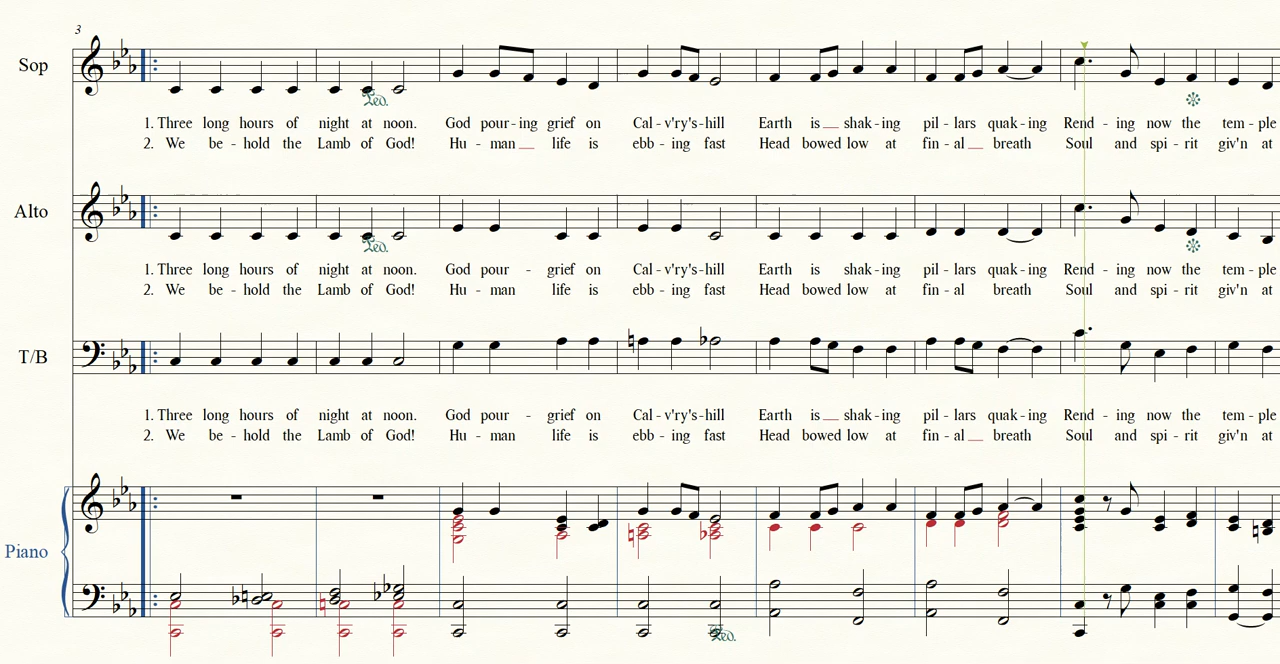 3
Sop
1. Three long hours of night at noon. God pour - ing grief on Cal - v'ry's - hill Earth is__ shak - ing pil - lars quak - ing Rend - ing now the tem - ple
2. We be - hold the Lamb of God! Hu - man__ life is ebb - ing fast Head bowed low at fin - al__ breath Soul and spi - rit giv'n at
Alto
1. Three long hours of night at noon. God pour - grief on Cal - v'ry's - hill Earth is shak - ing pil - lars quak - ing Rend - ing now the tem - ple
2. We be - hold the Lamb of God! Hu - man life is ebb - ing fast Head bowed low at fin - al breath Soul and spi - rit giv'n at
T/B
1. Three long hours of night at noon. God pour - grief on Cal - v'ry's - hill Earth is__ shak - ing pil - lars quak - ing Rend - ing now the tem - ple
2. We be - hold the Lamb of God! Hu - man life is ebb - ing fast Head bowed low at fin - al__ breath Soul and spi - rit giv'n at
Piano